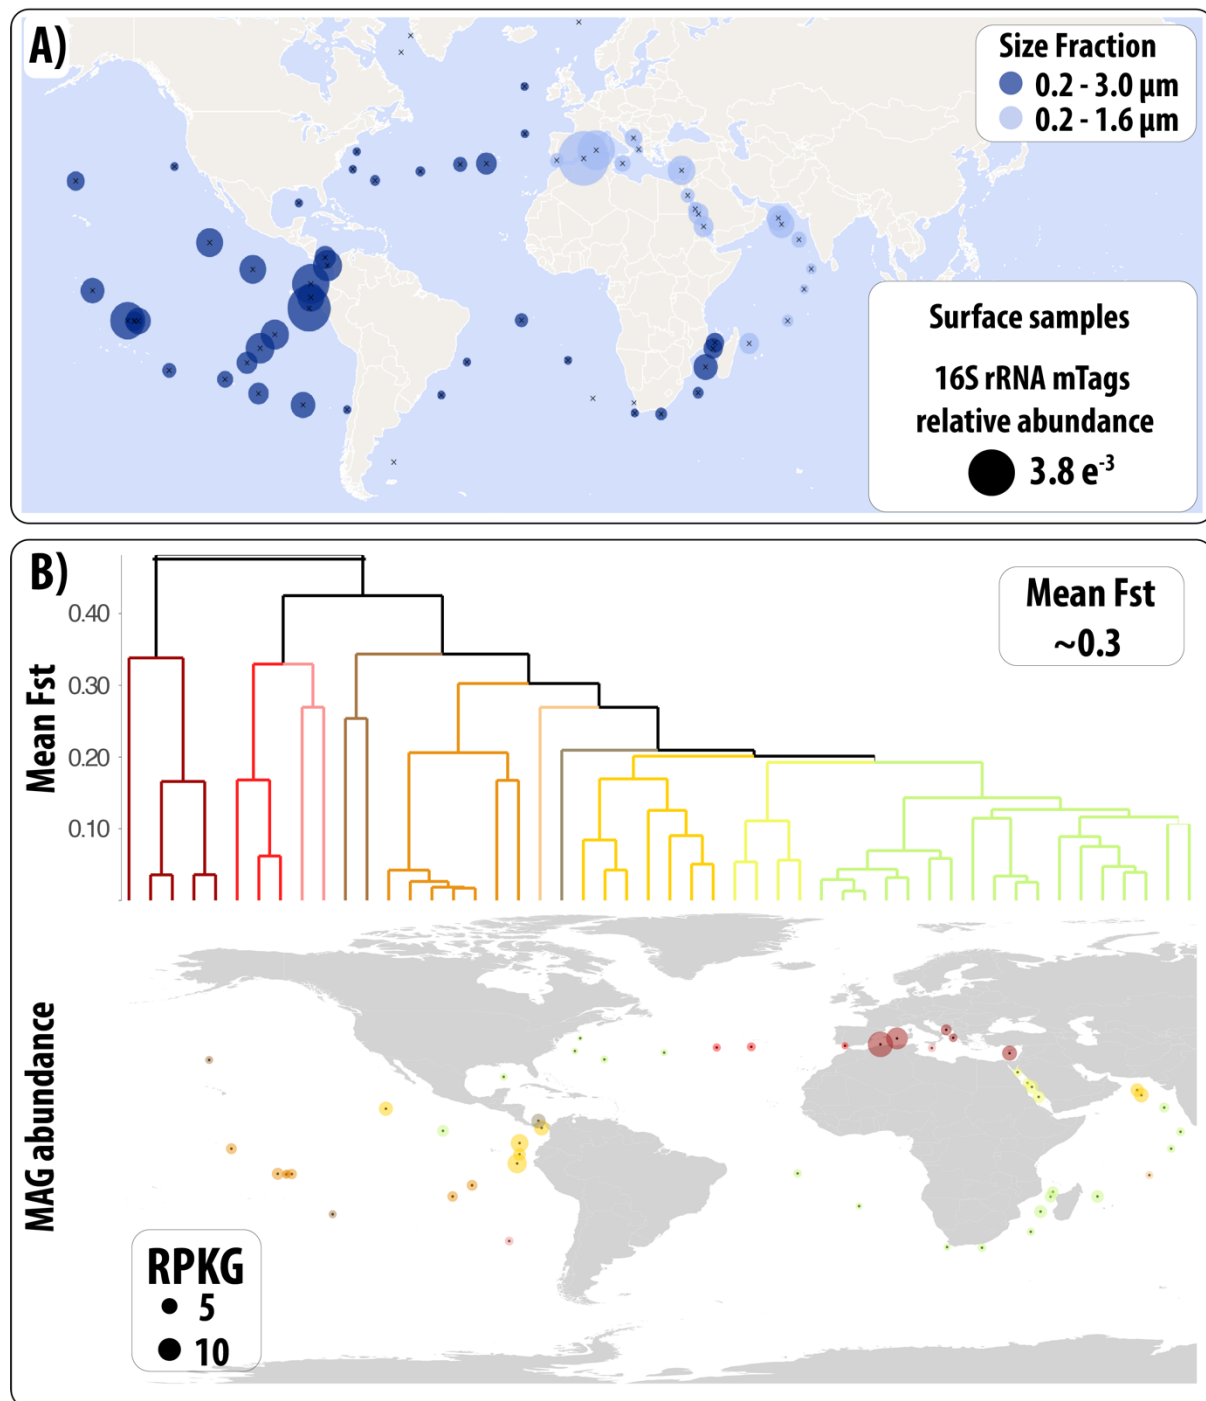 A)
Size Fraction
0.2 - 3.0 µm
0.2 - 1.6 µm
Surface samples
16S rRNA mTags
relative abundance
3.8 e-3
B)
Mean Fst
~0.3
Mean Fst
0.40
0.30
0.20
0.10
MAG abundance
RPKG
5
10